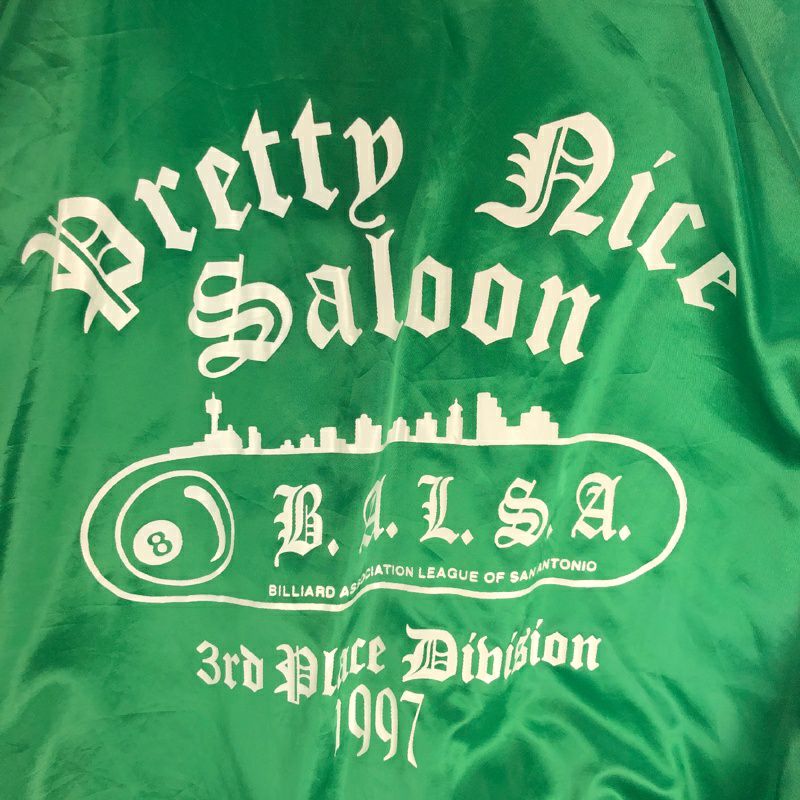 Pretty Nice
Saloon
8
B. A. L. S. A.
BILLIARD ASSOCIATION LEAGUE OF SAN ANTONIO
3rd Place Division
1997